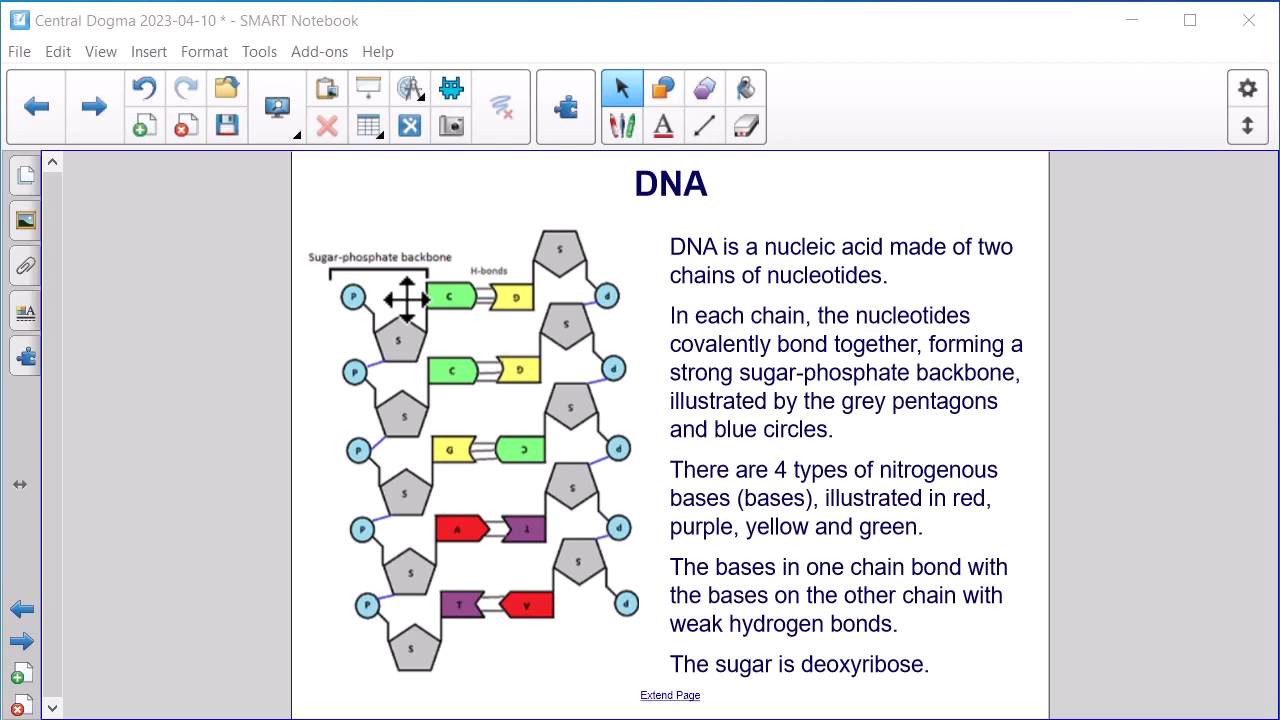 Central Dogma 2023-04-10 * - SMART Notebook
File Edit View Insert Format Tools Add-ons Help
DNA
Sugar-phosphate backbone
H-bonds
S
P C G P
S S
P C G P
S S
P G C P
S S
P A T P
S S
P T A P
S
DNA is a nucleic acid made of two
chains of nucleotides.
In each chain, the nucleotides
covalently bond together, forming a
strong sugar-phosphate backbone,
illustrated by the grey pentagons
and blue circles.
There are 4 types of nitrogenous
bases (bases), illustrated in red,
purple, yellow and green.
The bases in one chain bond with
the bases on the other chain with
weak hydrogen bonds.
The sugar is deoxyribose.
Extend Page